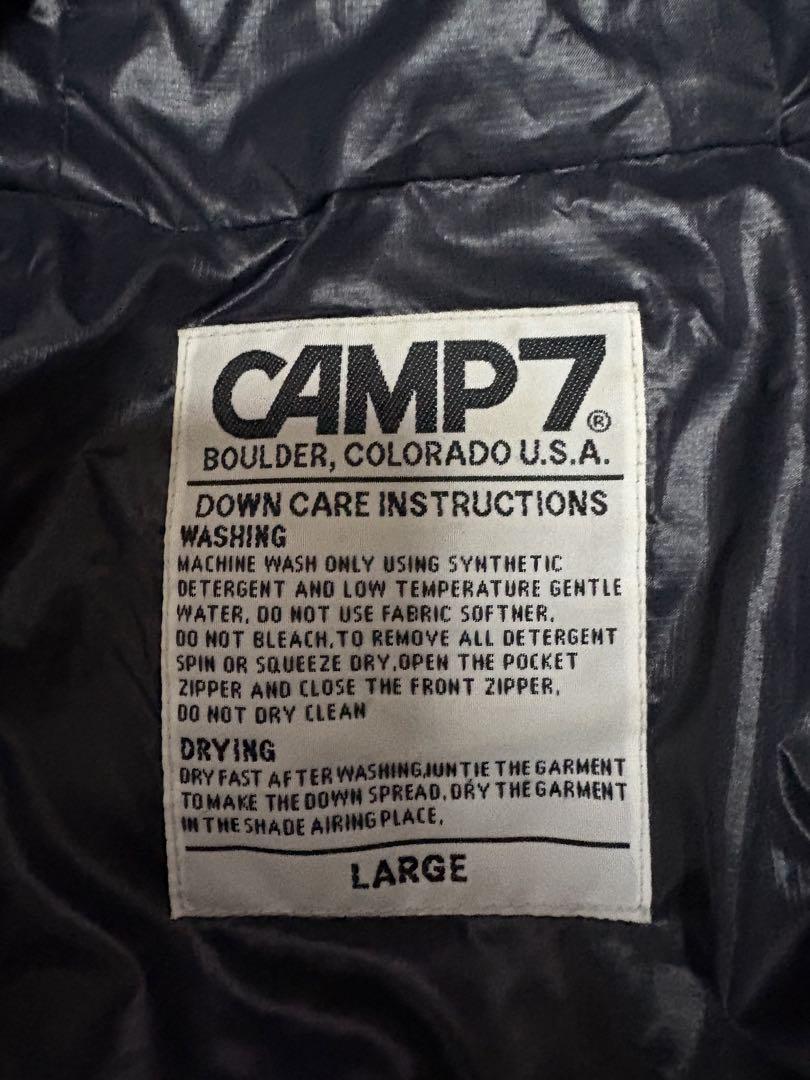 CAMP7®
BOULDER, COLORADO U.S.A.
DOWN CARE INSTRUCTIONS
WASHING
MACHINE WASH ONLY USING SYNTHETIC
DETERGENT AND LOW TEMPERATURE GENTLE
WATER. DO NOT USE FABRIC SOFTNER.
DO NOT BLEACH.TO REMOVE ALL DETERGENT
SPIN OR SQUEEZE DRY.OPEN THE POCKET
ZIPPER AND CLOSE THE FRONT ZIPPER.
DO NOT DRY CLEAN
DRYING
DRY FAST AFTER WASHING.IUNTIE THE GARMENT
TO MAKE THE DOWN SPREAD.DRY THE GARMENT
IN THE SHADE AIRING PLACE.
LARGE